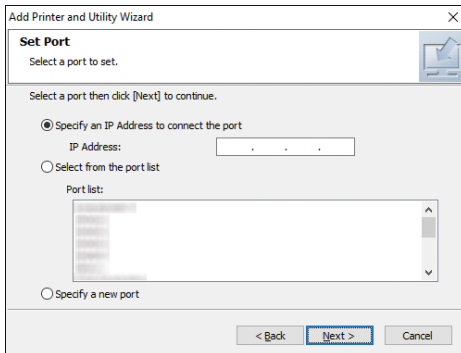 Add Printer and Utility Wizard
Set Port
Select a port to set.
Select a port then click [Next] to continue.
Specify an IP Address to connect the port
IP Address: . . .
Select from the port list
Port list:
Specify a new port
< Back Next > Cancel